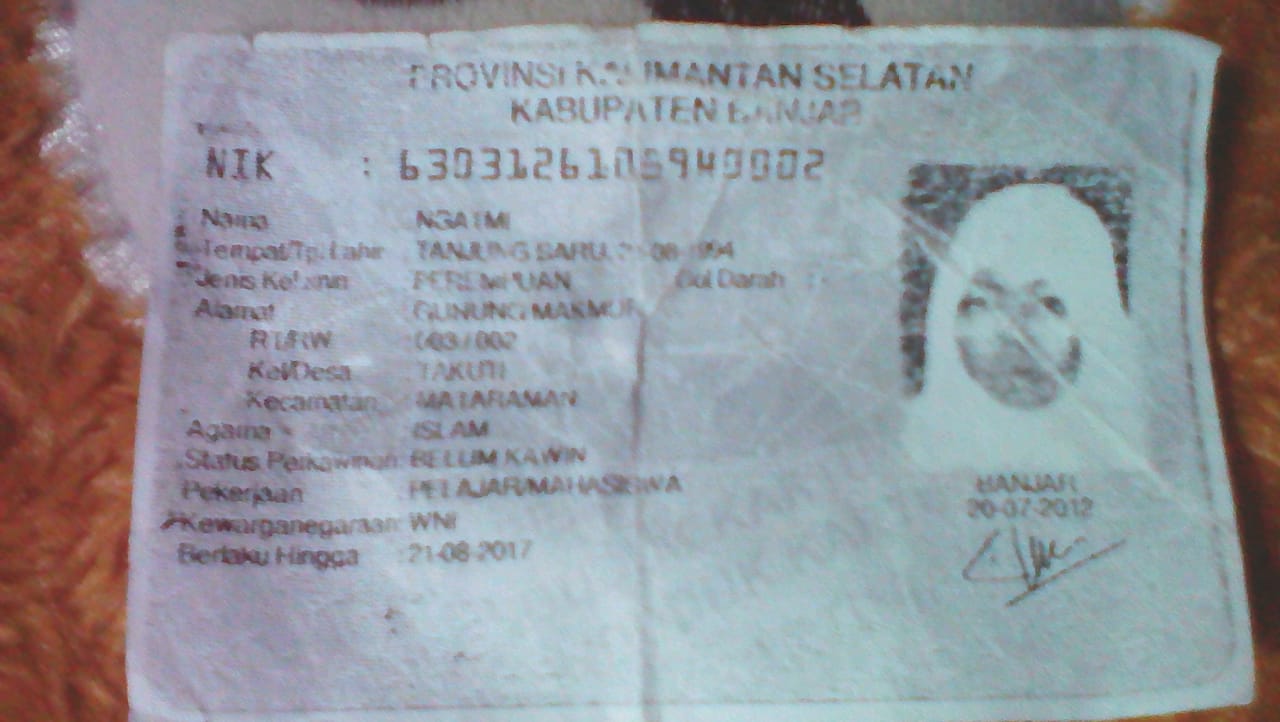 PROVINSI KALIMANTAN SELATAN
KABUPATEN BANJAR
NIK : 6303126108940002
Nama NGATMI
Tempat/Tgl Lahir : TANJUNG BARU, 21-08-1994
Jenis Kelamin PEREMPUAN Gol Darah : -
Alamat GUNUNG MAKMUR
RT/RW : 003 / 002
Kel/Desa : TAKUTI
Kecamatan : MATARAMAN
Agama : ISLAM
Status Perkawinan: BELUM KAWIN
Pekerjaan : PELAJAR/MAHASISWA
Kewarganegaraan: WNI
Berlaku Hingga : 21-08-2017
BANJAR
20-07-2012